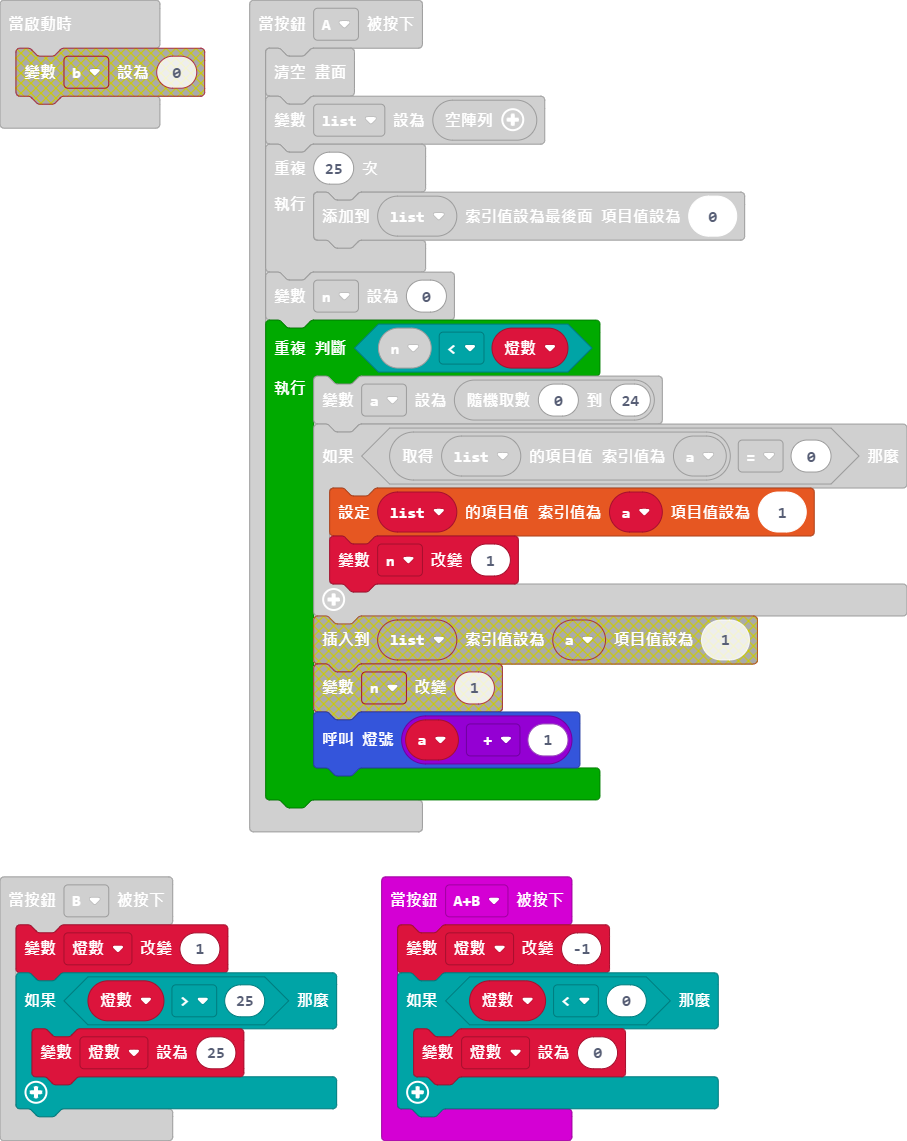 當啟動時
變數 b 設為 0
當按鈕 A 被按下
清空 畫面
變數 list 設為 空陣列
重複 25 次
執行
添加到 list 索引值設為最後面 項目值設為 0
變數 n 設為 0
重複 判斷 n < 燈數
執行
變數 a 設為 隨機取數 0 到 24
如果 取得 list 的項目值 索引值為 a = 0 那麼
設定 list 的項目值 索引值為 a 項目值設為 1
變數 n 改變 1
插入到 list 索引值設為 a 項目值設為 1
變數 n 改變 1
呼叫 燈號 a + 1
當按鈕 B 被按下
變數 燈數 改變 1
如果 燈數 > 25 那麼
變數 燈數 設為 25
當按鈕 A+B 被按下
變數 燈數 改變 -1
如果 燈數 < 0 那麼
變數 燈數 設為 0